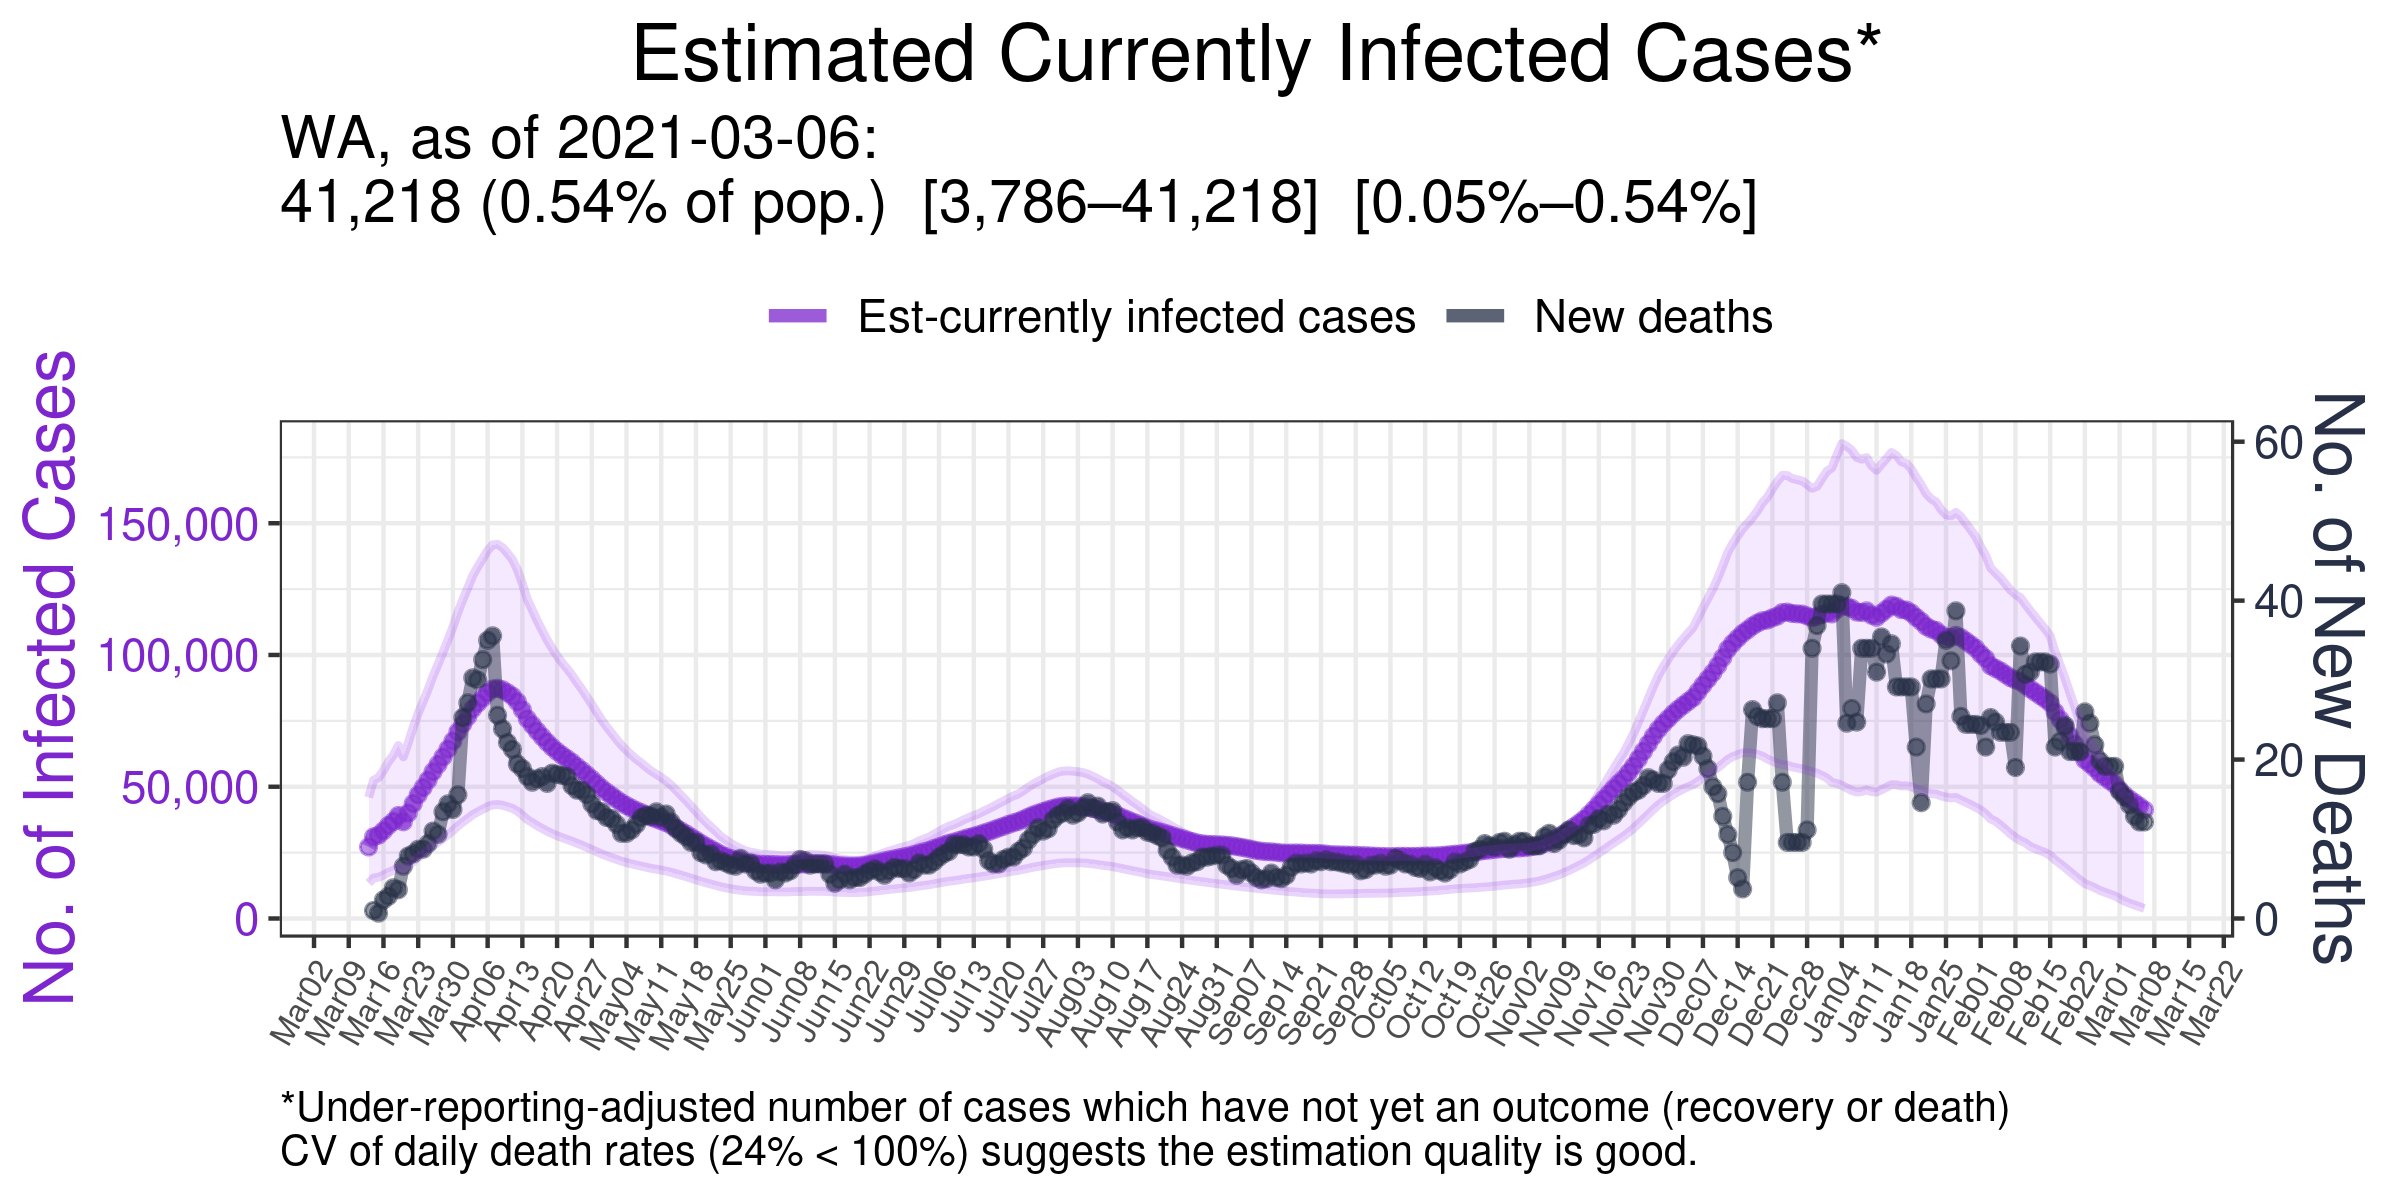 Estimated Currently Infected Cases*
WA, as of 2021-03-06:
41,218 (0.54% of pop.) [3,786–41,218] [0.05%–0.54%]
Est-currently infected cases
New deaths
No. of Infected Cases
150,000
100,000
50,000
0
60
40
20
0
No. of New Deaths
Mar02
Mar09
Mar16
Mar23
Mar30
Apr06
Apr13
Apr20
Apr27
May04
May11
May18
May25
Jun01
Jun08
Jun15
Jun22
Jun29
Jul06
Jul13
Jul20
Jul27
Aug03
Aug10
Aug17
Aug24
Aug31
Sep07
Sep14
Sep21
Sep28
Oct05
Oct12
Oct19
Oct26
Nov02
Nov09
Nov16
Nov23
Nov30
Dec07
Dec14
Dec21
Dec28
Jan04
Jan11
Jan18
Jan25
Feb01
Feb08
Feb15
Feb22
Mar01
Mar08
Mar15
Mar22
*Under-reporting-adjusted number of cases which have not yet an outcome (recovery or death)
CV of daily death rates (24% < 100%) suggests the estimation quality is good.